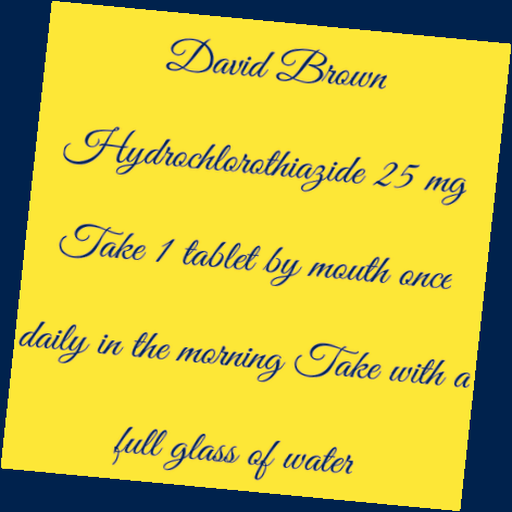 David Brown
Hydrochlorothiazide 25 mg
Take 1 tablet by mouth once
daily in the morning Take with a
full glass of water